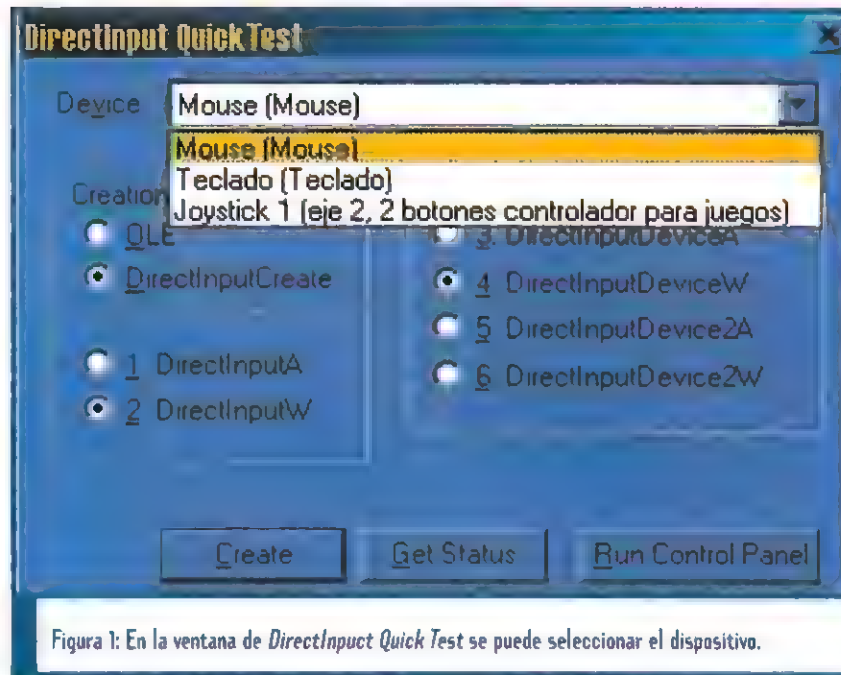 DirectInput QuickTest
Device Mouse (Mouse)
Mouse (Mouse)
Teclado (Teclado)
Joystick 1 (eje 2, 2 botones controlador para juegos)
Creation
OLE
DirectInputCreate
1 DirectInputA
2 DirectInputW
3. DirectInputDeviceA
4 DirectInputDeviceW
5 DirectInputDevice2A
6 DirectInputDevice2W
Create
Get Status
Run Control Panel
Figura 1: En la ventana de DirectInpuct Quick Test se puede seleccionar el dispositivo.